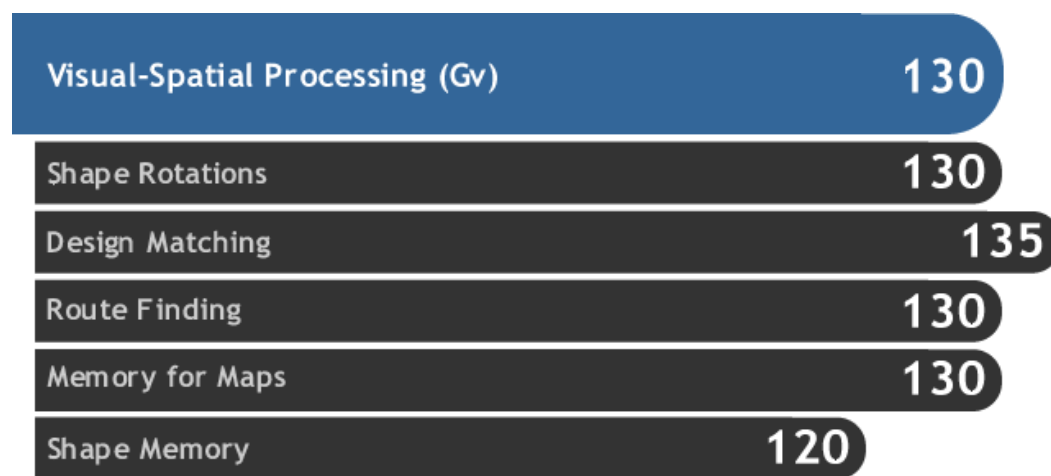 Visual-Spatial Processing (Gv) 130
Shape Rotations 130
Design Matching 135
Route Finding 130
Memory for Maps 130
Shape Memory 120